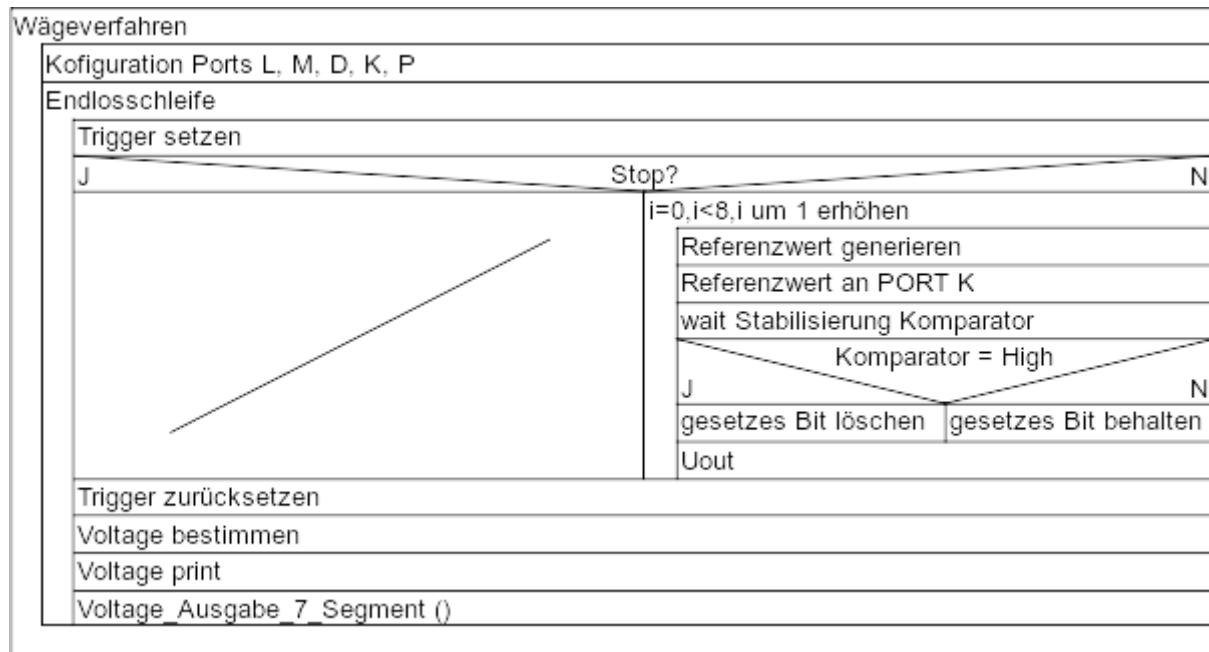 Wägeverfahren
Kofiguration Ports L, M, D, K, P
Endlosschleife
Trigger setzen
J Stop? N
i=0,i<8,i um 1 erhöhen
Referenzwert generieren
Referenzwert an PORT K
wait Stabilisierung Komparator
Komparator = High
J N
gesetzes Bit löschen gesetzes Bit behalten
Uout
Trigger zurücksetzen
Voltage bestimmen
Voltage print
Voltage_Ausgabe_7_Segment ()